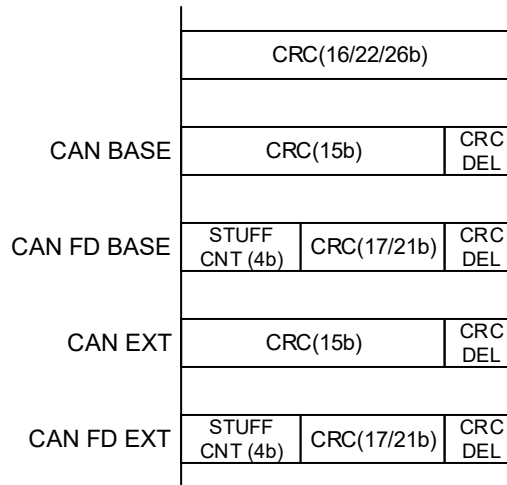 CRC(16/22/26b)
CAN BASE
CRC(15b)
CRC
DEL
CAN FD BASE
STUFF
CNT (4b)
CRC(17/21b)
CRC
DEL
CAN EXT
CRC(15b)
CRC
DEL
CAN FD EXT
STUFF
CNT (4b)
CRC(17/21b)
CRC
DEL